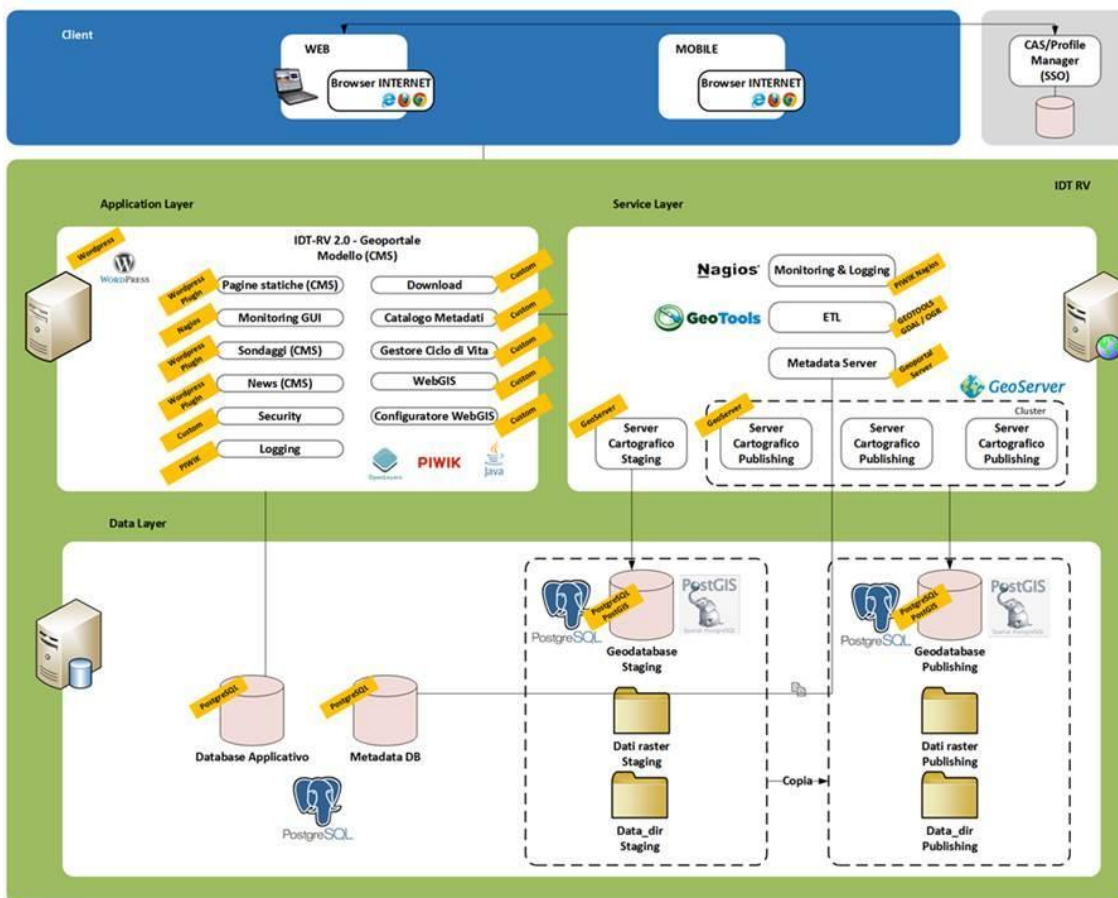 Client
WEB
Browser INTERNET
MOBILE
Browser INTERNET
CAS/Profile
Manager
(SSO)
IDT RV
Application Layer
Wordpress
WORDPRESS
IDT-RV 2.0 - Geoportale
Modello (CMS)
Wordpress
Plugin
Pagine statiche (CMS)
Download
Custom
Nagios
Monitoring GUI
Catalogo Metadati
Custom
Wordpress
Plugin
Sondaggi (CMS)
Gestore Ciclo di Vita
Custom
Wordpress
Plugin
News (CMS)
WebGIS
Custom
Custom
Security
Configuratore WebGIS
Custom
PIWIK
Logging
OpenLayers
PIWIK
Java
Service Layer
Nagios®
Monitoring & Logging
PIWIK Nagios
GeoTools
ETL
GEOTOOLS
GDAL / OGR
Metadata Server
Geoportal
Server
GeoServer
Cluster
GeoServer
Server
Cartografico
Staging
GeoServer
Server
Cartografico
Publishing
Server
Cartografico
Publishing
Server
Cartografico
Publishing
Data Layer
PostgreSQL
Database Applicativo
PostgreSQL
Metadata DB
PostgreSQL
PostgreSQL
PostgreSQL
PostGIS
PostGIS
Spatial PostgreSQL
Geodatabase
Staging
Dati raster
Staging
Data_dir
Staging
Copia
PostgreSQL
PostgreSQL
PostGIS
PostGIS
Spatial PostgreSQL
Geodatabase
Publishing
Dati raster
Publishing
Data_dir
Publishing